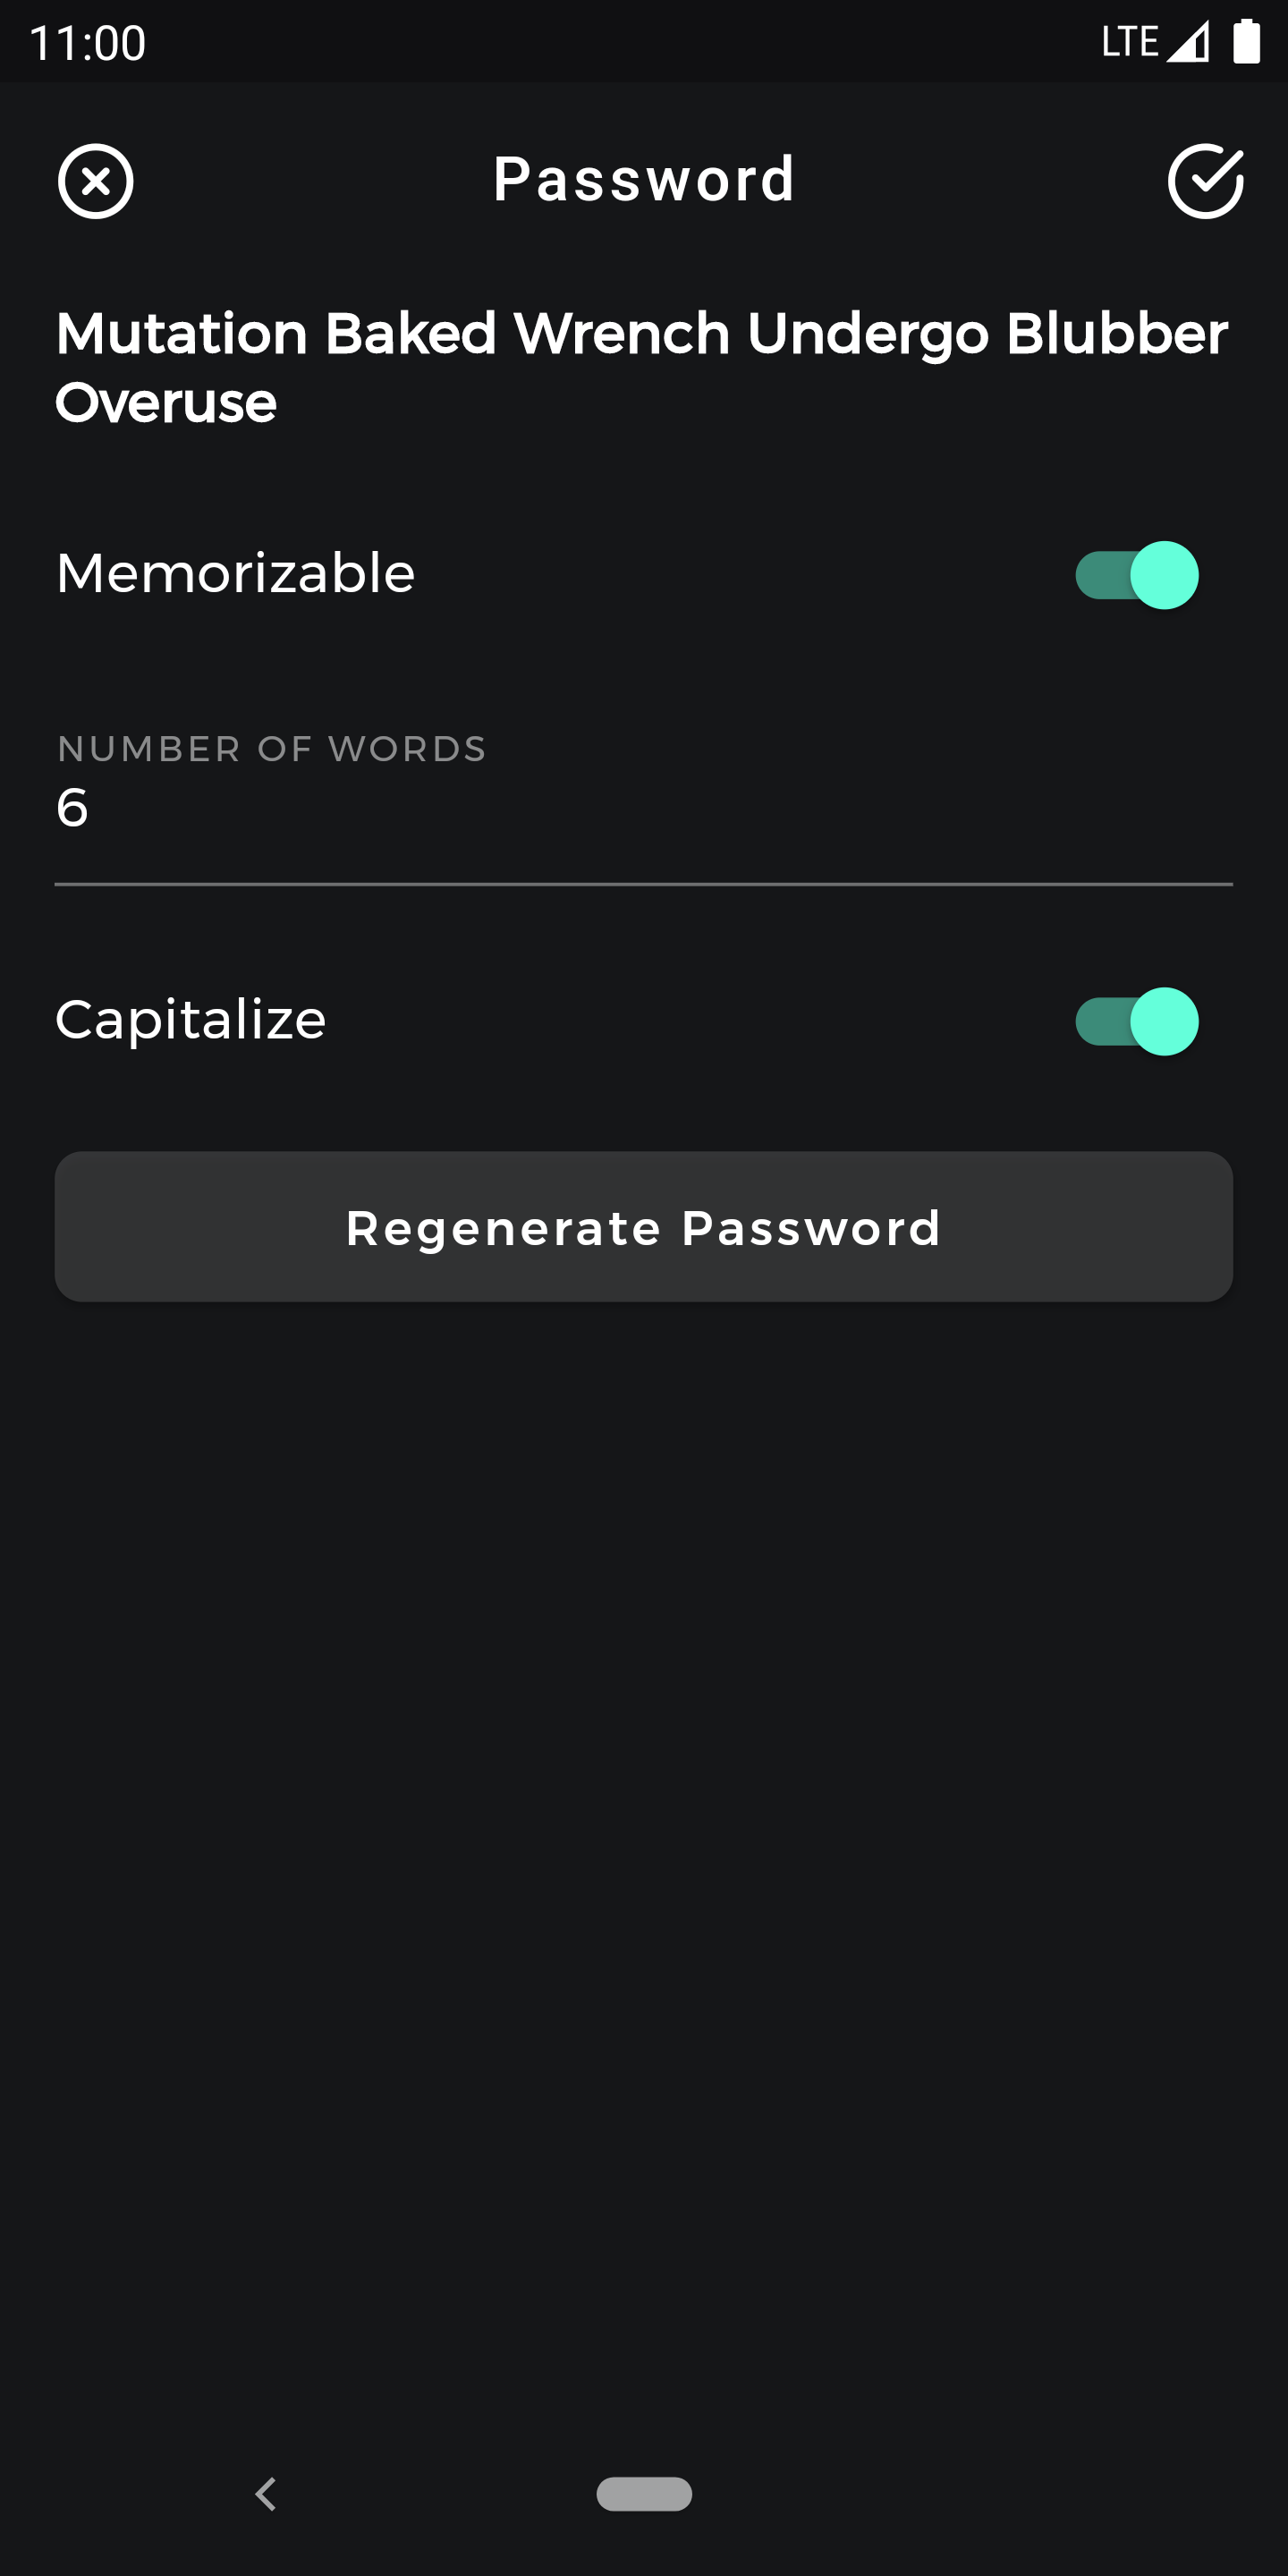 11:00 LTE
Password
Mutation Baked Wrench Undergo Blubber
Overuse
Memorizable
NUMBER OF WORDS
6
Capitalize
Regenerate Password